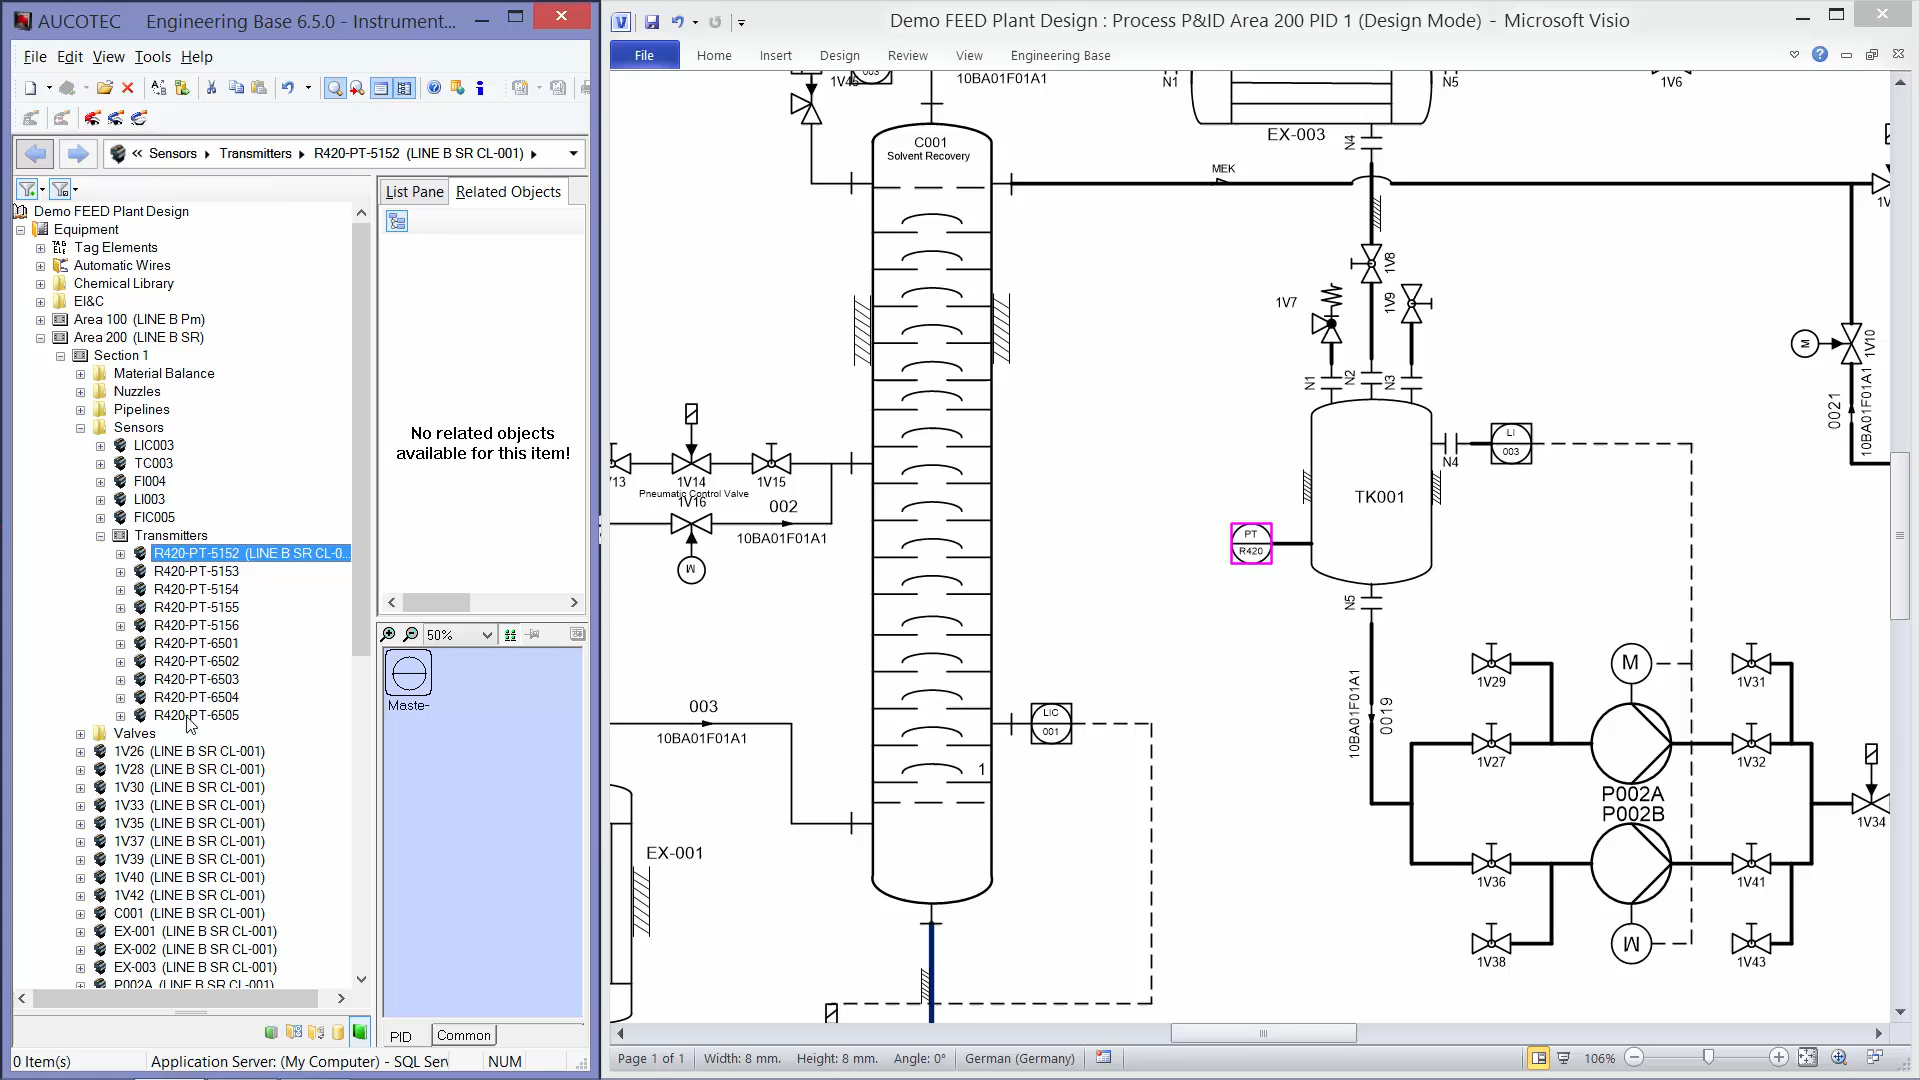 AUCOTEC Engineering Base 6.5.0 - Instrument...
File Edit View Tools Help
Sensors Transmitters R420-PT-5152 (LINE B SR CL-001)
Demo FEED Plant Design
Equipment
Tag Elements
Automatic Wires
Chemical Library
EI&C
Area 100 (LINE B Pm)
Area 200 (LINE B SR)
Section 1
Material Balance
Nuzzles
Pipelines
Sensors
LIC003
TC003
FI004
LI003
FIC005
Transmitters
R420-PT-5152 (LINE B SR CL-0...
R420-PT-5153
R420-PT-5154
R420-PT-5155
R420-PT-5156
R420-PT-6501
R420-PT-6502
R420-PT-6503
R420-PT-6504
R420-PT-6505
Valves
1V26 (LINE B SR CL-001)
1V28 (LINE B SR CL-001)
1V30 (LINE B SR CL-001)
1V33 (LINE B SR CL-001)
1V35 (LINE B SR CL-001)
1V37 (LINE B SR CL-001)
1V39 (LINE B SR CL-001)
1V40 (LINE B SR CL-001)
1V42 (LINE B SR CL-001)
C001 (LINE B SR CL-001)
EX-001 (LINE B SR CL-001)
EX-002 (LINE B SR CL-001)
EX-003 (LINE B SR CL-001)
P002A (LINE B SR CL-001)
List Pane Related Objects
No related objects
available for this item!
50%
Maste-
PID Common
0 Item(s) Application Server: (My Computer) - SQL Serv NUM
Demo FEED Plant Design : Process P&ID Area 200 PID 1 (Design Mode) - Microsoft Visio
File Home Insert Design Review View Engineering Base
10BA01F01A1
N1
N5
1V6
EX-003
N4
C001
Solvent Recovery
MEK
1V8
1V7
1V9
N1
N2
N3
M
1V10
0021
10BA01F01A1
LI
003
N4
TK001
PT
R420
N5
V13
1V14
1V15
Pneumatic Control Valve
1V16
002
10BA01F01A1
M
003
10BA01F01A1
LIC
001
1
EX-001
10BA01F01A1
0019
1V29
M
1V31
1V27
1V32
P002A
P002B
1V34
1V36
1V41
1V38
M
1V43
Page 1 of 1 Width: 8 mm. Height: 8 mm. Angle: 0° German (Germany) 106%